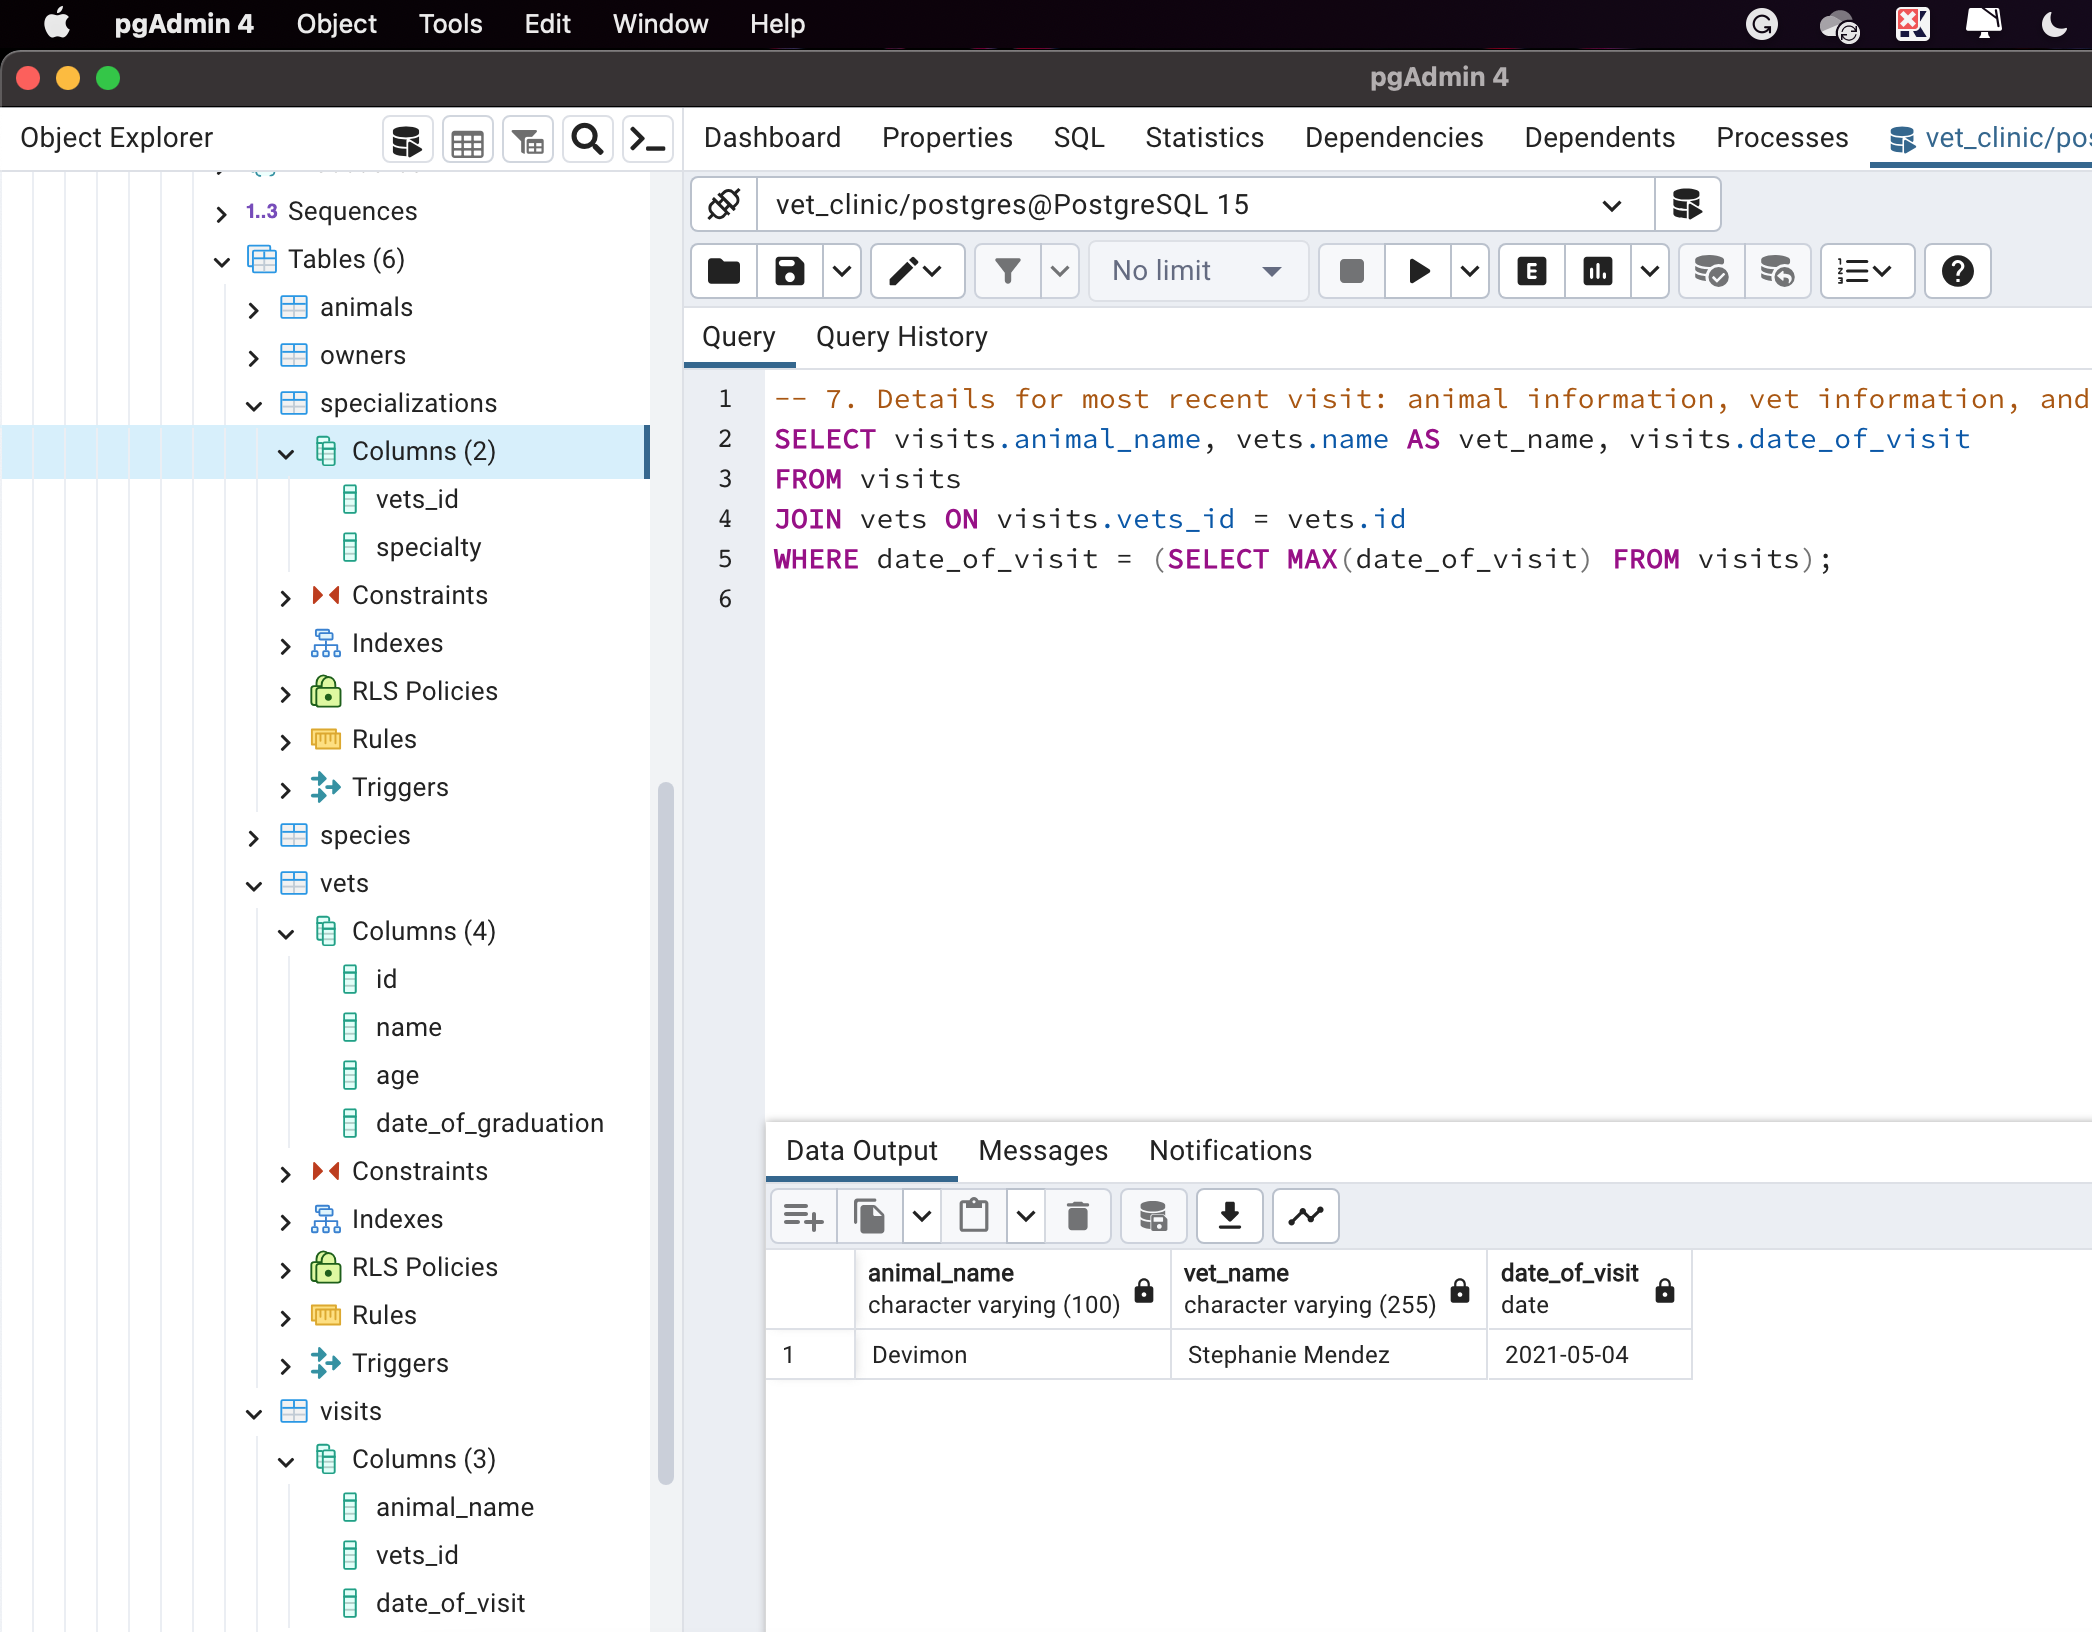 pgAdmin 4 Object Tools Edit Window Help
pgAdmin 4
Object Explorer
Dashboard Properties SQL Statistics Dependencies Dependents Processes vet_clinic/pos
1..3 Sequences
Tables (6)
animals
owners
specializations
Columns (2)
vets_id
specialty
Constraints
Indexes
RLS Policies
Rules
Triggers
species
vets
Columns (4)
id
name
age
date_of_graduation
Constraints
Indexes
RLS Policies
Rules
Triggers
visits
Columns (3)
animal_name
vets_id
date_of_visit
vet_clinic/postgres@PostgreSQL 15
No limit
E
Query Query History
1 -- 7. Details for most recent visit: animal information, vet information, and
2 SELECT visits.animal_name, vets.name AS vet_name, visits.date_of_visit
3 FROM visits
4 JOIN vets ON visits.vets_id = vets.id
5 WHERE date_of_visit = (SELECT MAX(date_of_visit) FROM visits);
6
Data Output Messages Notifications
animal_name vet_name date_of_visit
character varying (100) character varying (255) date
1 Devimon Stephanie Mendez 2021-05-04